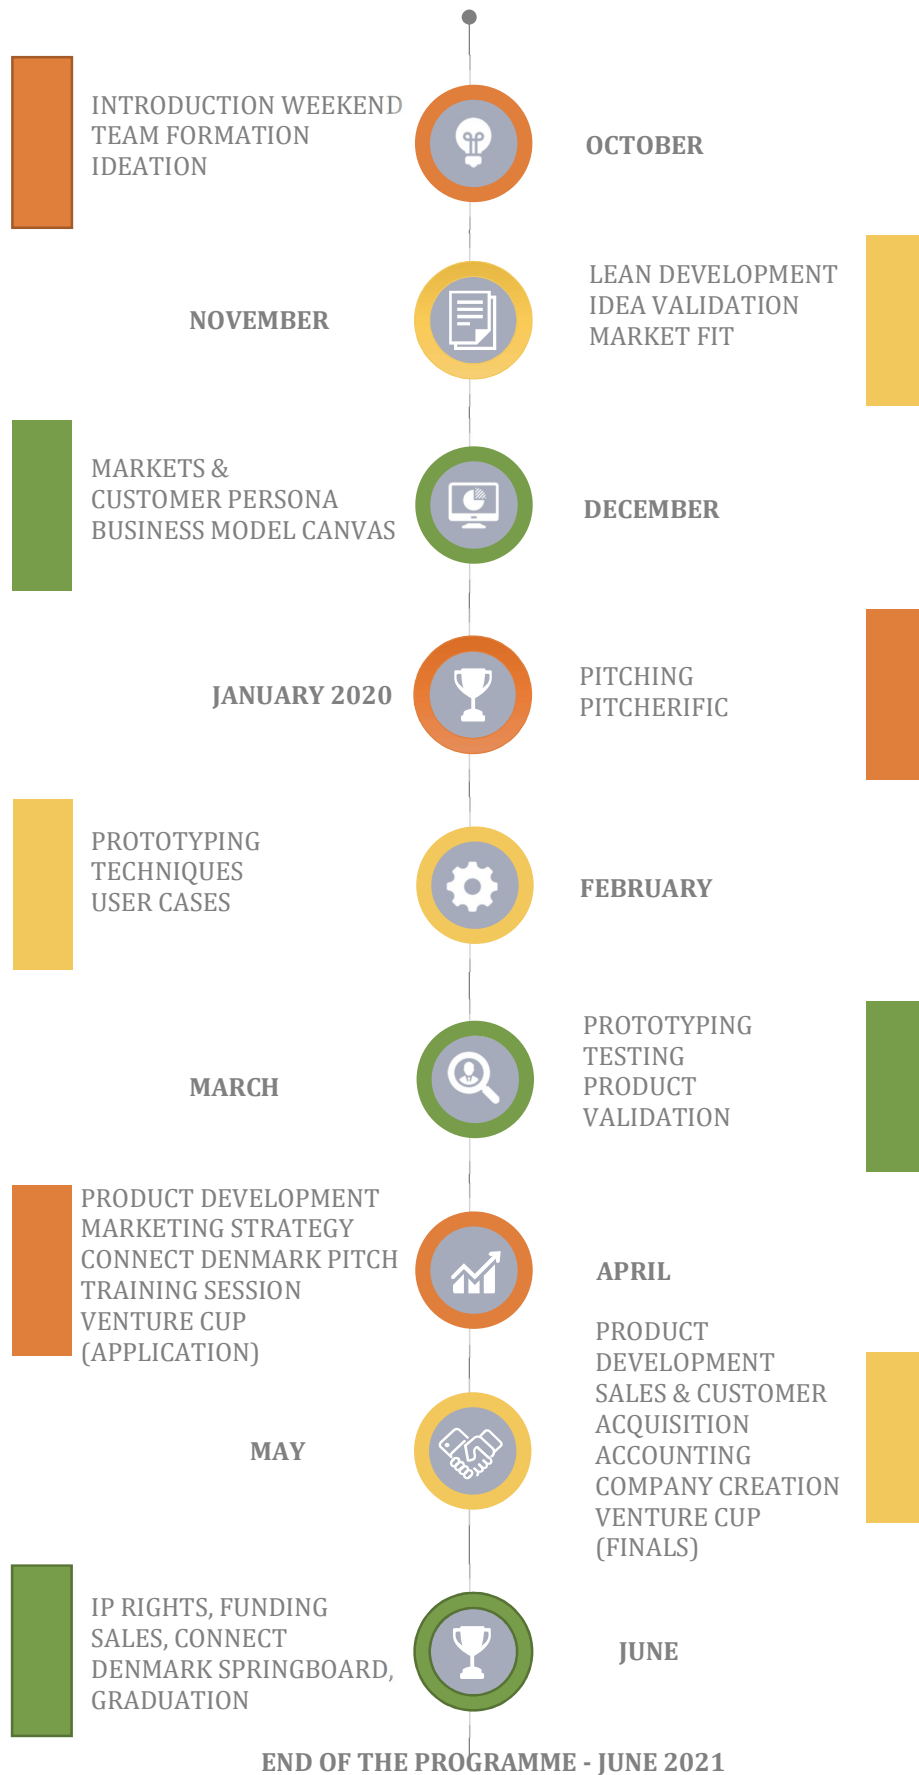 INTRODUCTION WEEKEND
TEAM FORMATION
IDEATION
OCTOBER
NOVEMBER
LEAN DEVELOPMENT
IDEA VALIDATION
MARKET FIT
MARKETS &
CUSTOMER PERSONA
BUSINESS MODEL CANVAS
DECEMBER
JANUARY 2020
PITCHING
PITCHERIFIC
PROTOTYPING
TECHNIQUES
USER CASES
FEBRUARY
MARCH
PROTOTYPING
TESTING
PRODUCT
VALIDATION
PRODUCT DEVELOPMENT
MARKETING STRATEGY
CONNECT DENMARK PITCH
TRAINING SESSION
VENTURE CUP
(APPLICATION)
APRIL
MAY
PRODUCT
DEVELOPMENT
SALES & CUSTOMER
ACQUISITION
ACCOUNTING
COMPANY CREATION
VENTURE CUP
(FINALS)
IP RIGHTS, FUNDING
SALES, CONNECT
DENMARK SPRINGBOARD,
GRADUATION
JUNE
END OF THE PROGRAMME - JUNE 2021